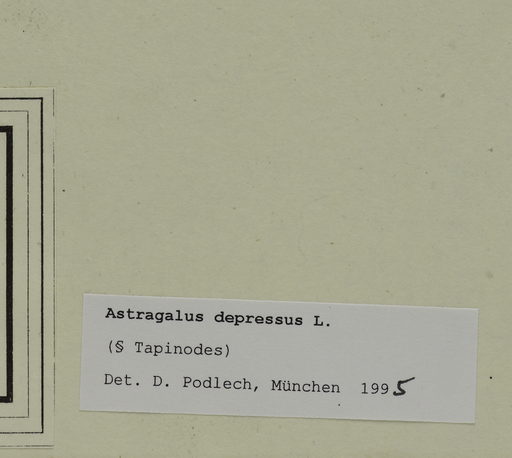 Astragalus depressus L.
(§ Tapinodes)
Det. D. Podlech, München 1995